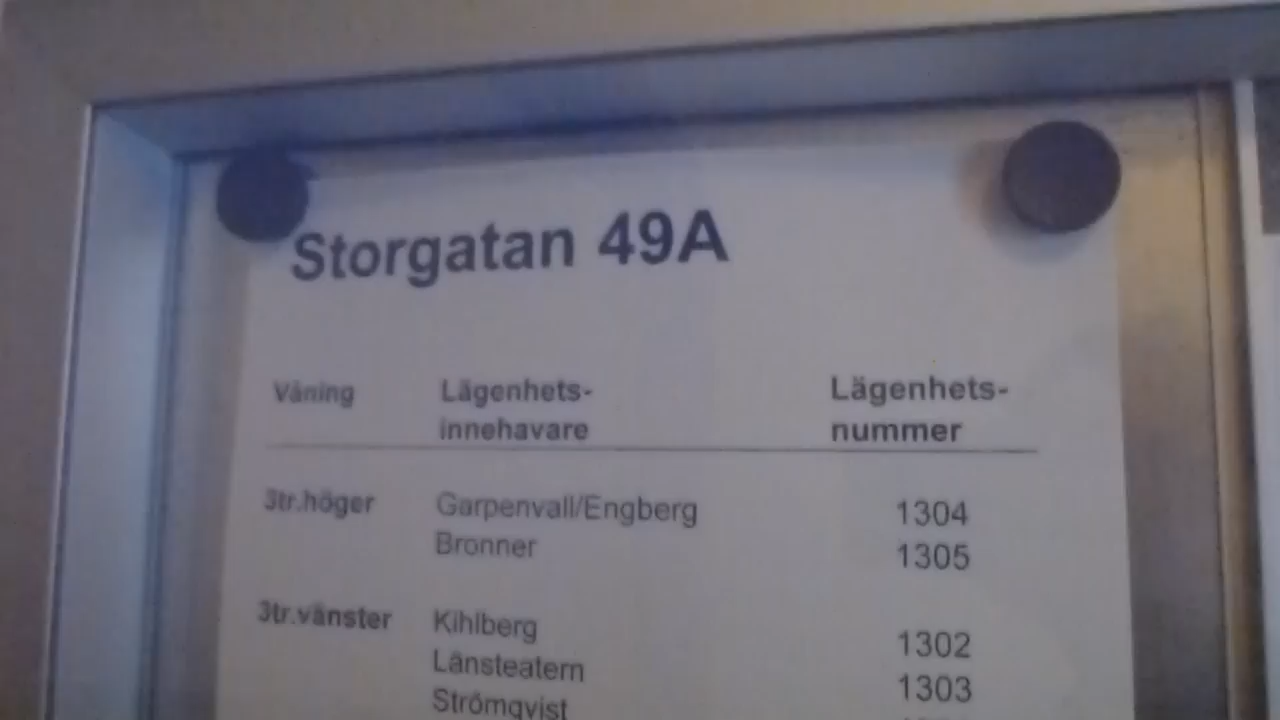 Storgatan 49A
Våning Lägenhets- Lägenhets-
innehavare nummer
3tr.höger Garpenvall/Engberg 1304
Bronner 1305
3tr.vänster Kihlberg 1302
Länsteatern 1303
Strömqvist